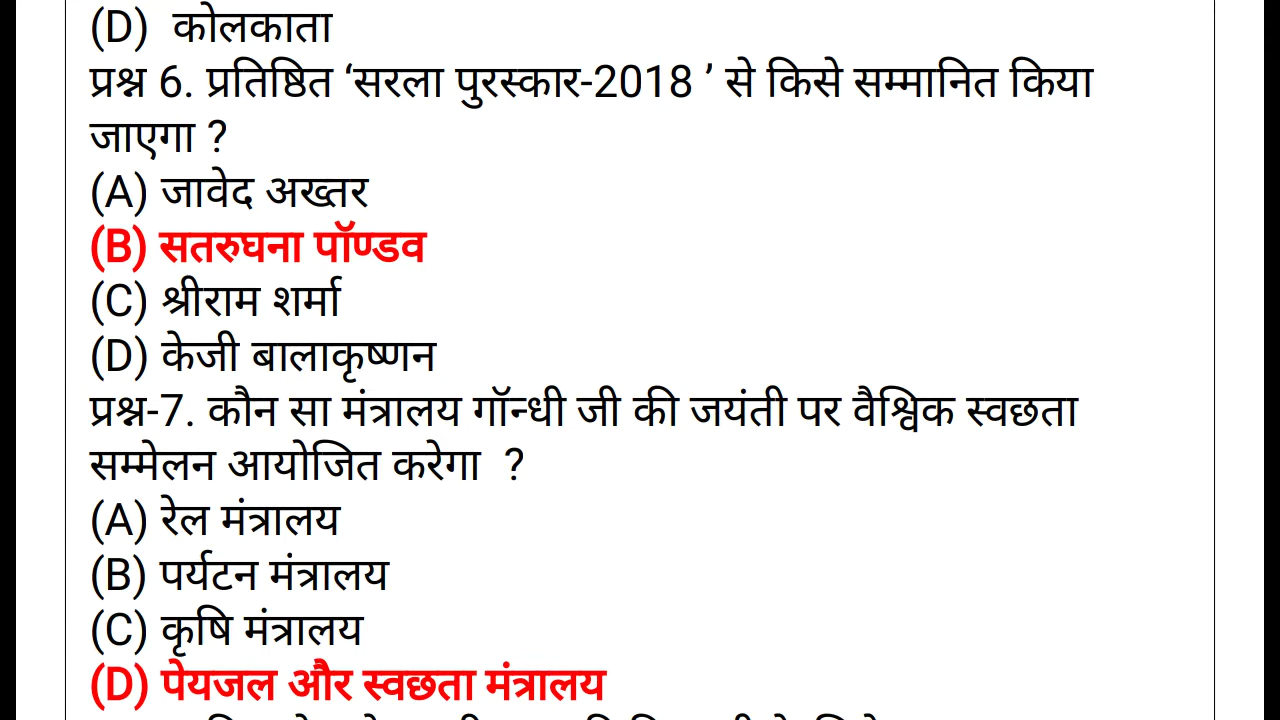 (D) कोलकाता
प्रश्न 6. प्रतिष्ठित ‘सरला पुरस्कार-2018 ’ से किसे सम्मानित किया
जाएगा ?
(A) जावेद अख्तर
(B) सतरुघना पॉण्डव
(C) श्रीराम शर्मा
(D) केजी बालाकृष्णन
प्रश्न-7. कौन सा मंत्रालय गॉन्धी जी की जयंती पर वैश्विक स्वछता
सम्मेलन आयोजित करेगा ?
(A) रेल मंत्रालय
(B) पर्यटन मंत्रालय
(C) कृषि मंत्रालय
(D) पेयजल और स्वछता मंत्रालय